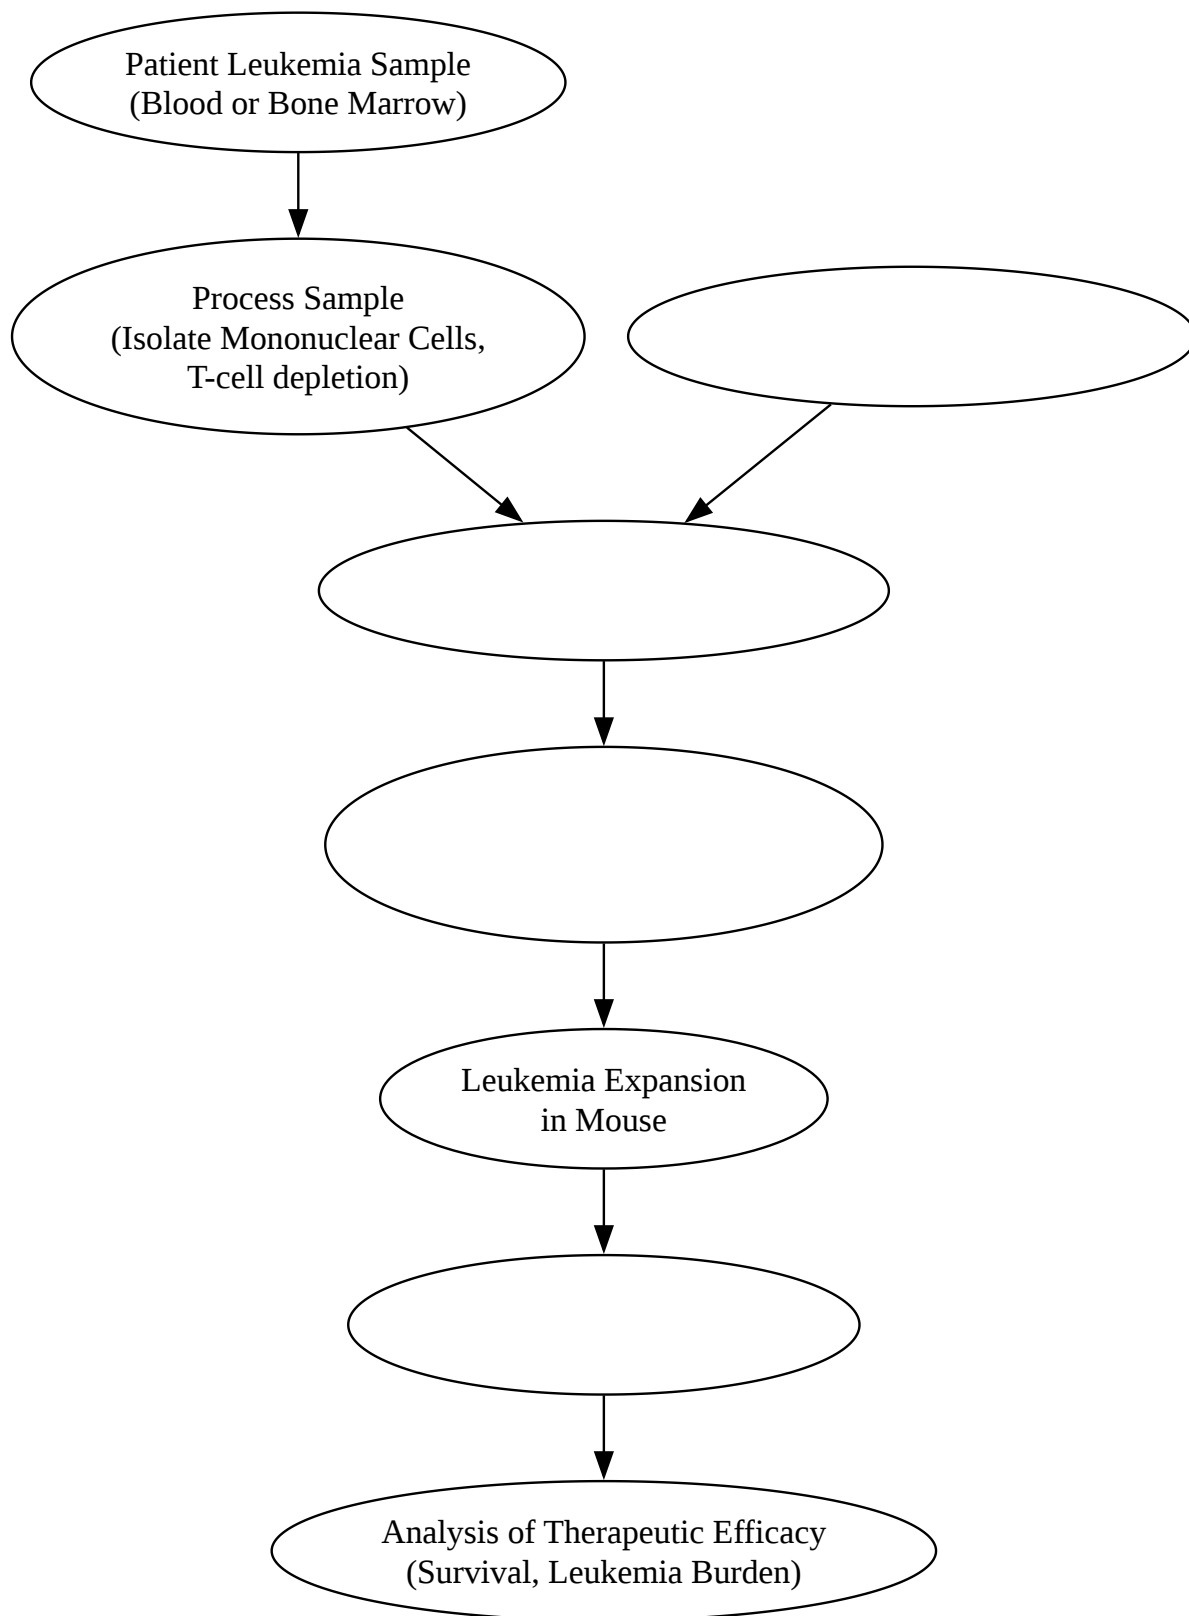 Patient Leukemia Sample
(Blood or Bone Marrow)
Process Sample
(Isolate Mononuclear Cells,
T-cell depletion)
Leukemia Expansion
in Mouse
Analysis of Therapeutic Efficacy
(Survival, Leukemia Burden)